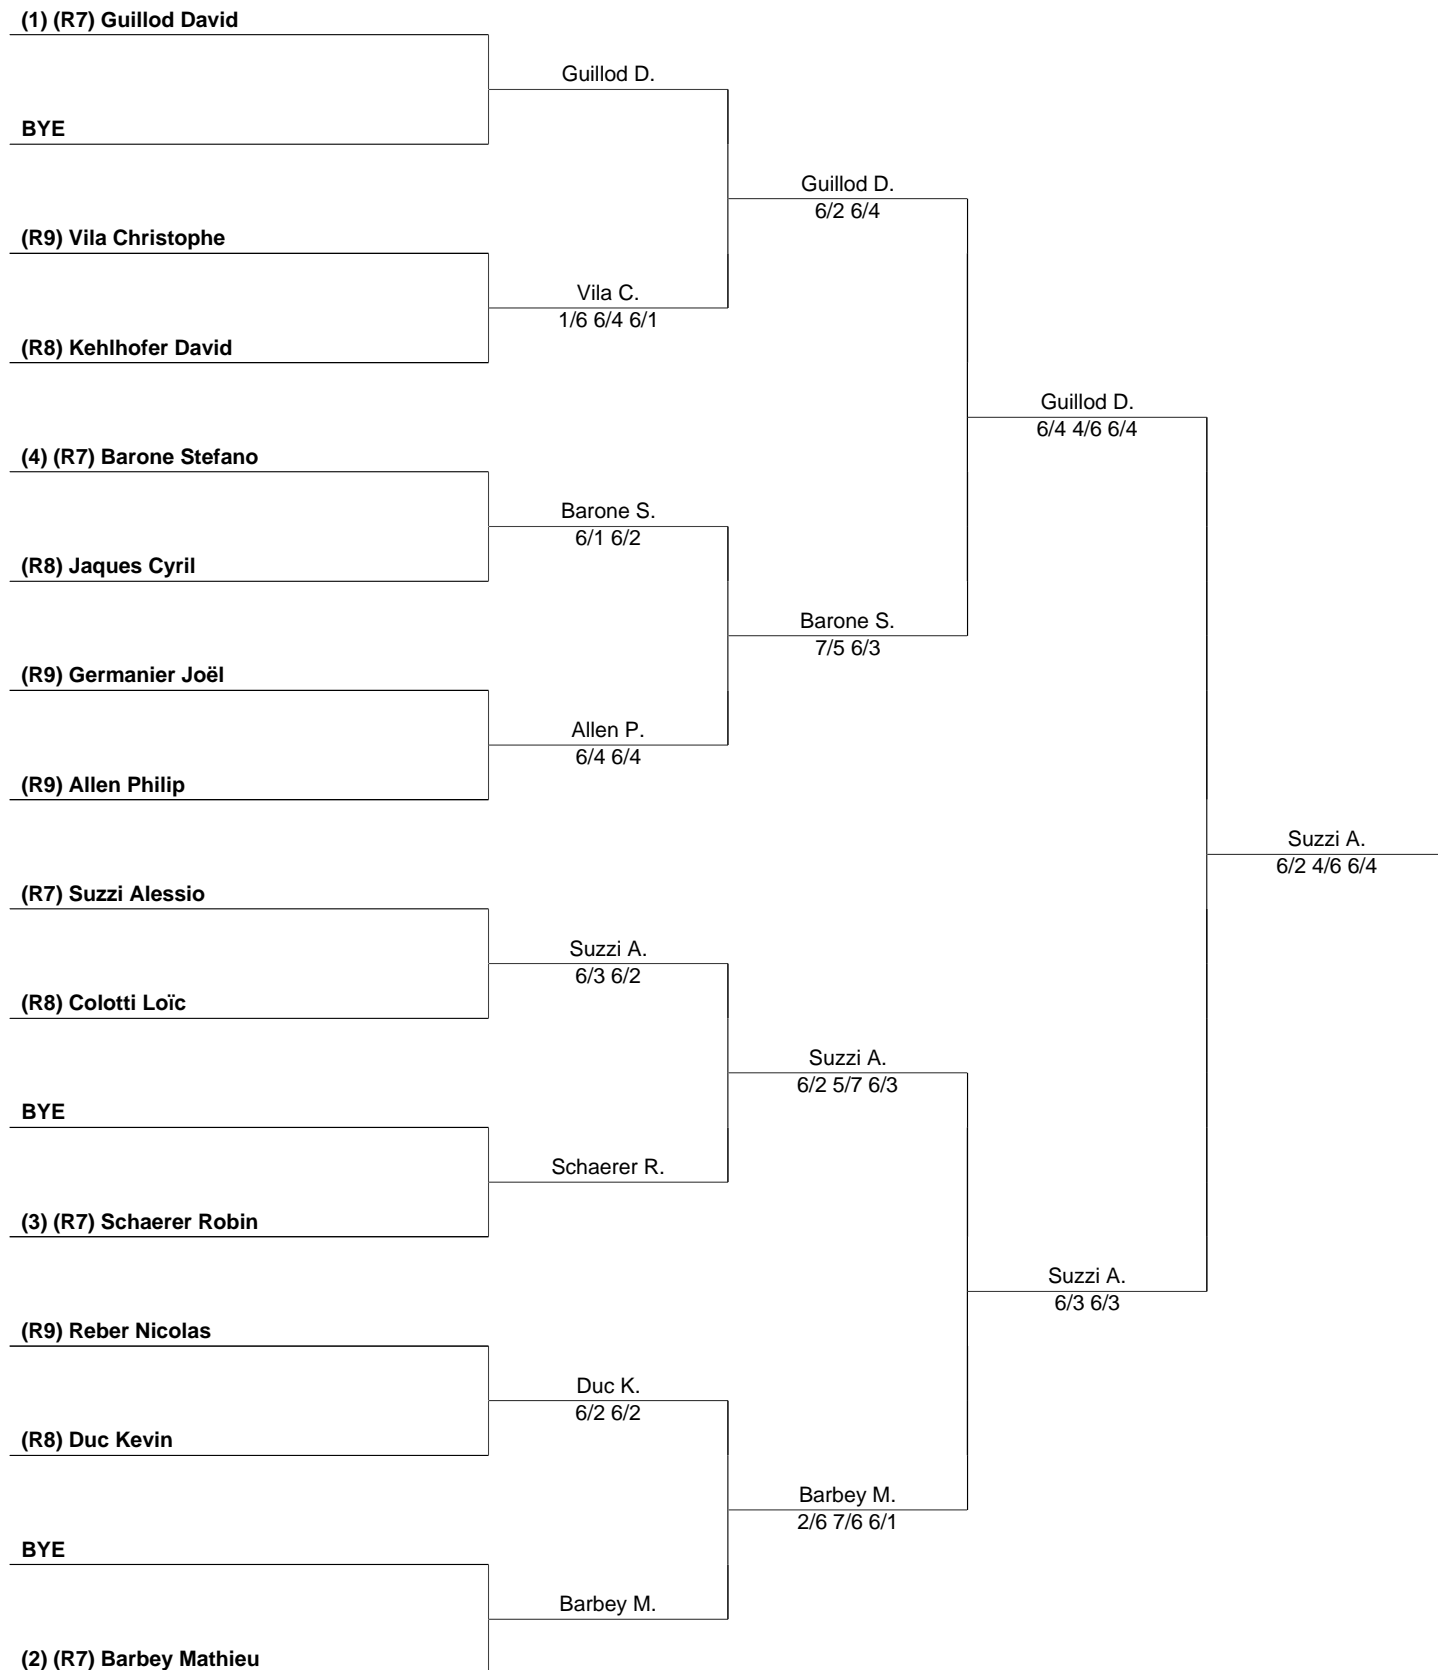 (1) (R7) Guillod David
Guillod D.
BYE
Guillod D.
6/2 6/4
(R9) Vila Christophe
Vila C.
1/6 6/4 6/1
(R8) Kehlhofer David
Guillod D.
6/4 4/6 6/4
(4) (R7) Barone Stefano
Barone S.
6/1 6/2
(R8) Jaques Cyril
Barone S.
7/5 6/3
(R9) Germanier Joël
Allen P.
6/4 6/4
(R9) Allen Philip
Suzzi A.
6/2 4/6 6/4
(R7) Suzzi Alessio
Suzzi A.
6/3 6/2
(R8) Colotti Loïc
Suzzi A.
6/2 5/7 6/3
BYE
Schaerer R.
(3) (R7) Schaerer Robin
Suzzi A.
6/3 6/3
(R9) Reber Nicolas
Duc K.
6/2 6/2
(R8) Duc Kevin
Barbey M.
2/6 7/6 6/1
BYE
Barbey M.
(2) (R7) Barbey Mathieu